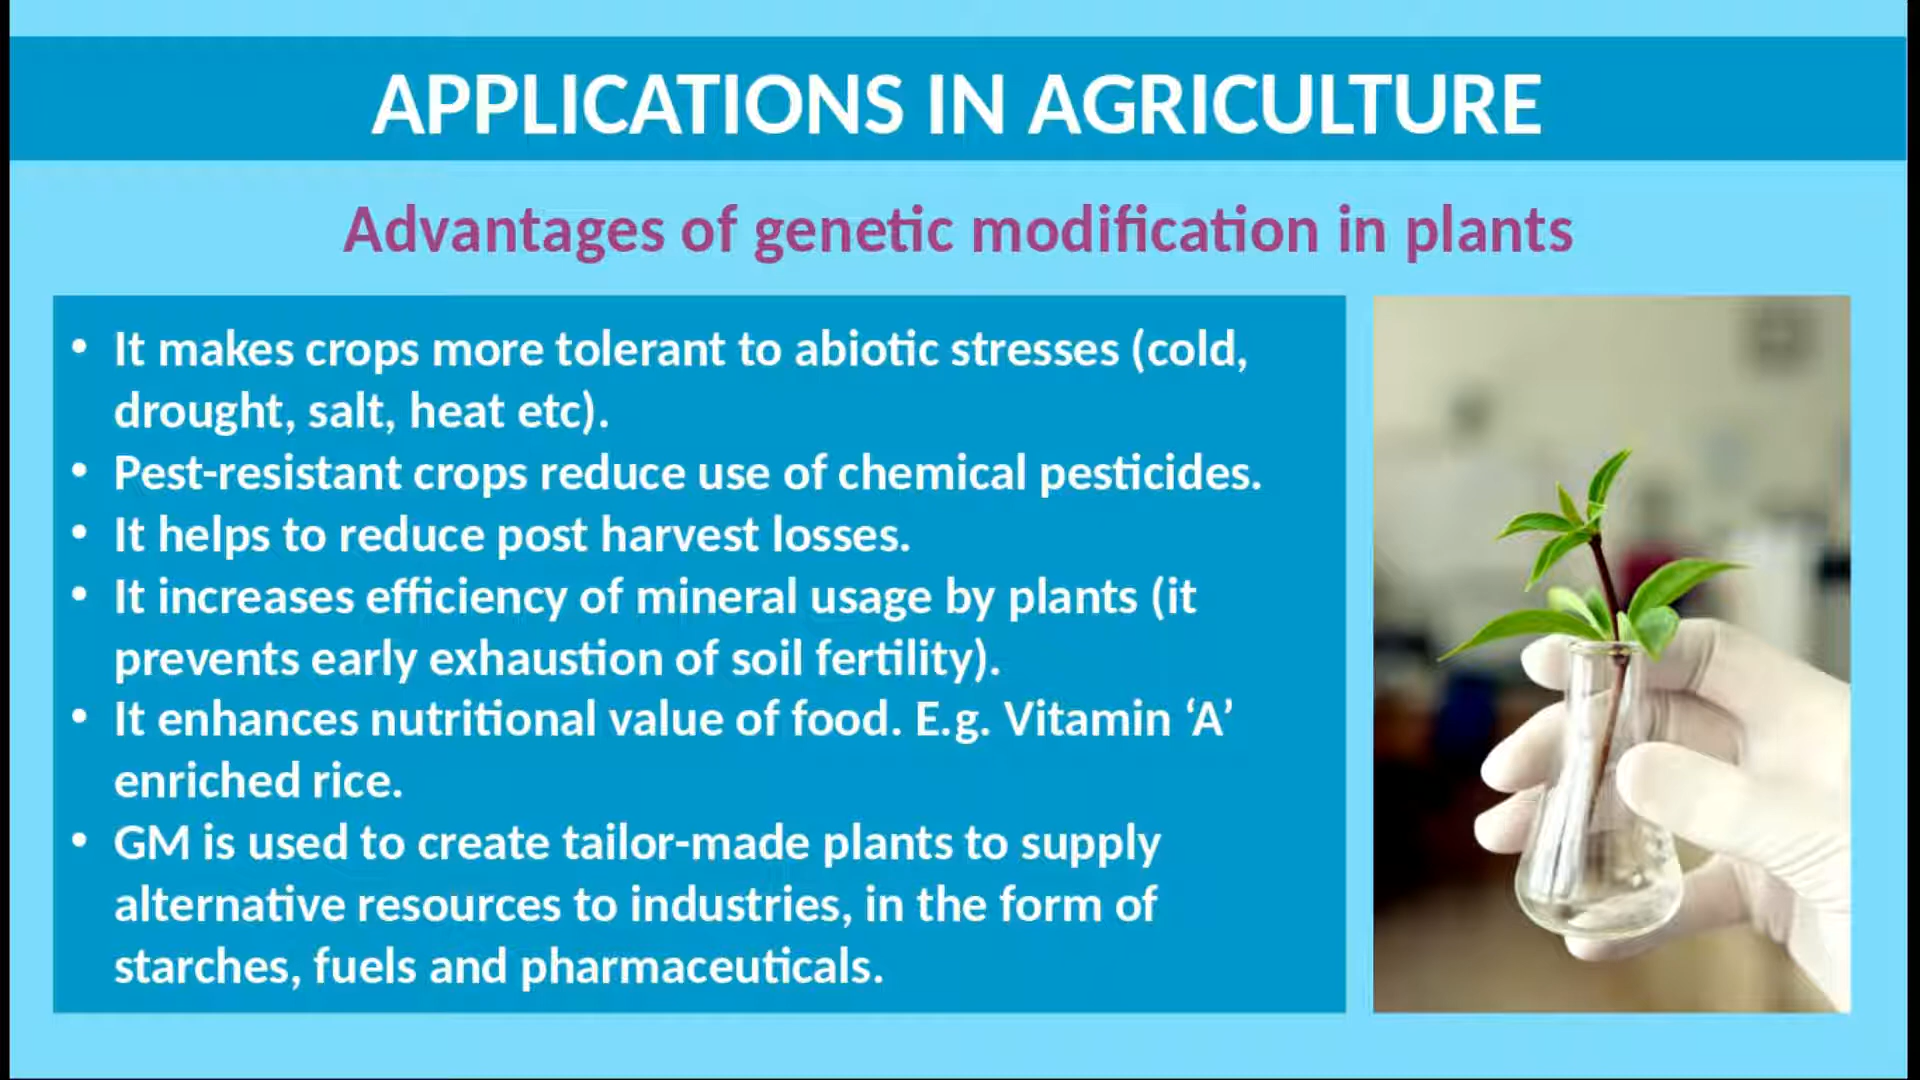 APPLICATIONS IN AGRICULTURE
Advantages of genetic modification in plants
• It makes crops more tolerant to abiotic stresses (cold,
drought, salt, heat etc).
• Pest-resistant crops reduce use of chemical pesticides.
• It helps to reduce post harvest losses.
• It increases efficiency of mineral usage by plants (it
prevents early exhaustion of soil fertility).
• It enhances nutritional value of food. E.g. Vitamin ‘A’
enriched rice.
• GM is used to create tailor-made plants to supply
alternative resources to industries, in the form of
starches, fuels and pharmaceuticals.